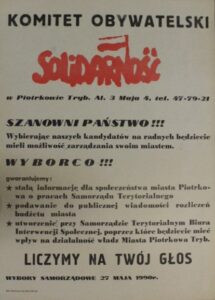 KOMITET OBYWATELSKI
SOLIDARNOŚĆ
w Piotrkowie Tryb. Al. 3 Maja 4, tel. 47-79-21
SZANOWNI PAŃSTWO !!!
Wybierając naszych kandydatów na radnych będziecie
mieli możliwość zarządzania swoim miastem.
WYBORCO !!!
gwarantujemy:
★ stałą informację dla społeczeństwa miasta Piotrko-
wa o pracach Samorządu Terytorialnego
★ podawanie do publicznej wiadomości rozliczeń
budżetu miasta
★ utworzenie przy Samorządzie Terytorialnym Biura
Interwencji Społecznej, poprzez które będziecie mieć
wpływ na działalność władz Miasta Piotrkowa Tryb.
LICZYMY NA TWÓJ GŁOS
WYBORY SAMORZĄDOWE 27 MAJA 1990r.